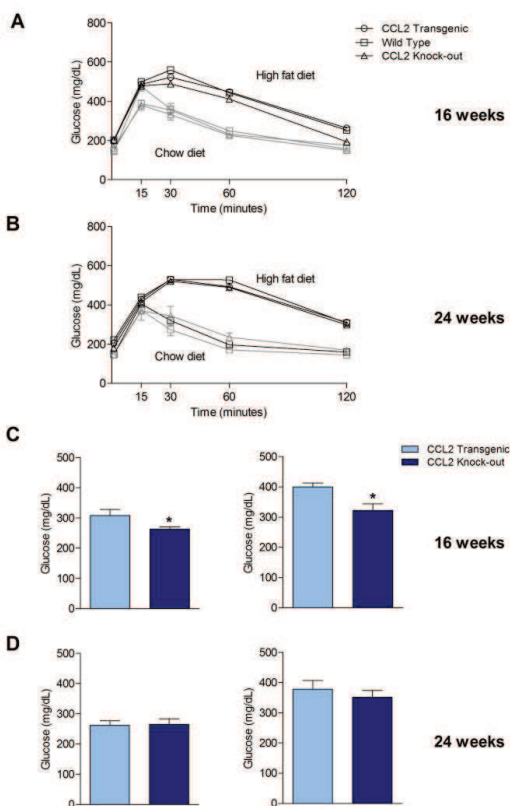 A
CCL2 Transgenic
Wild Type
CCL2 Knock-out
Glucose (mg/dL)
800
600
400
200
0
High fat diet
Chow diet
15
30
60
120
Time (minutes)
16 weeks
B
Glucose (mg/dL)
800
600
400
200
0
High fat diet
Chow diet
15
30
60
120
Time (minutes)
24 weeks
C
CCL2 Transgenic
CCL2 Knock-out
Glucose (mg/dL)
500
400
300
200
100
0
*
Glucose (mg/dL)
500
400
300
200
100
0
*
16 weeks
D
Glucose (mg/dL)
500
400
300
200
100
0
Glucose (mg/dL)
500
400
300
200
100
0
24 weeks